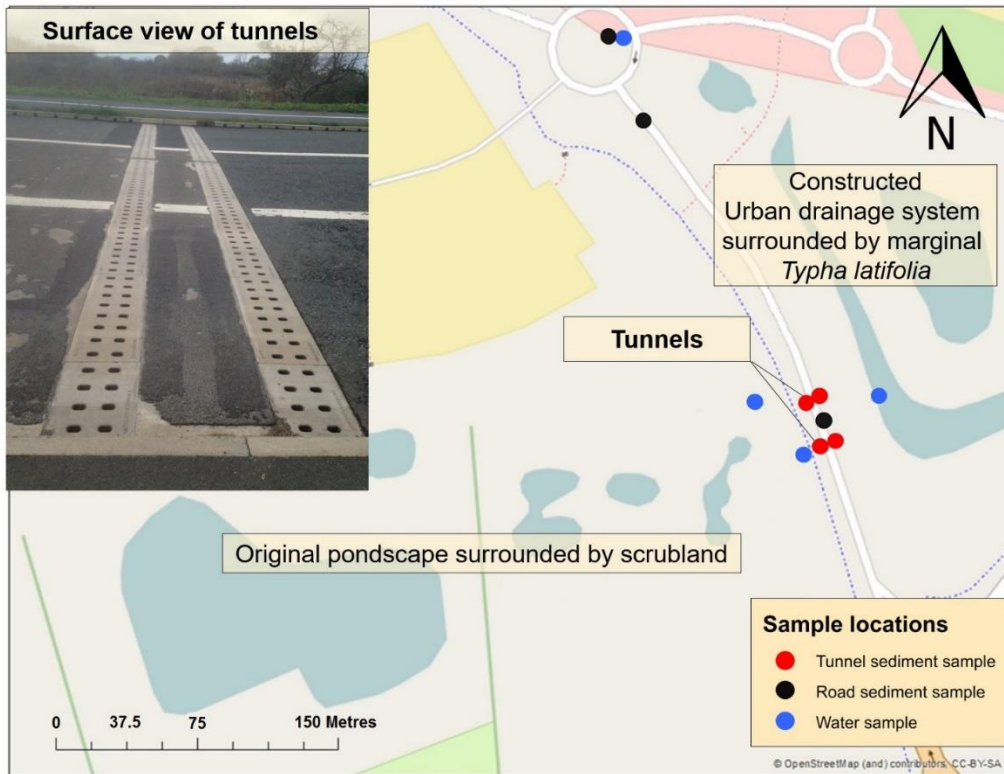 Surface view of tunnels
N
Constructed
Urban drainage system
surrounded by marginal
Typha latifolia
Tunnels
Original pondscape surrounded by scrubland
Sample locations
Tunnel sediment sample
Road sediment sample
Water sample
0 37.5 75 150 Metres
© OpenStreetMap (and) contributors, CC-BY-SA